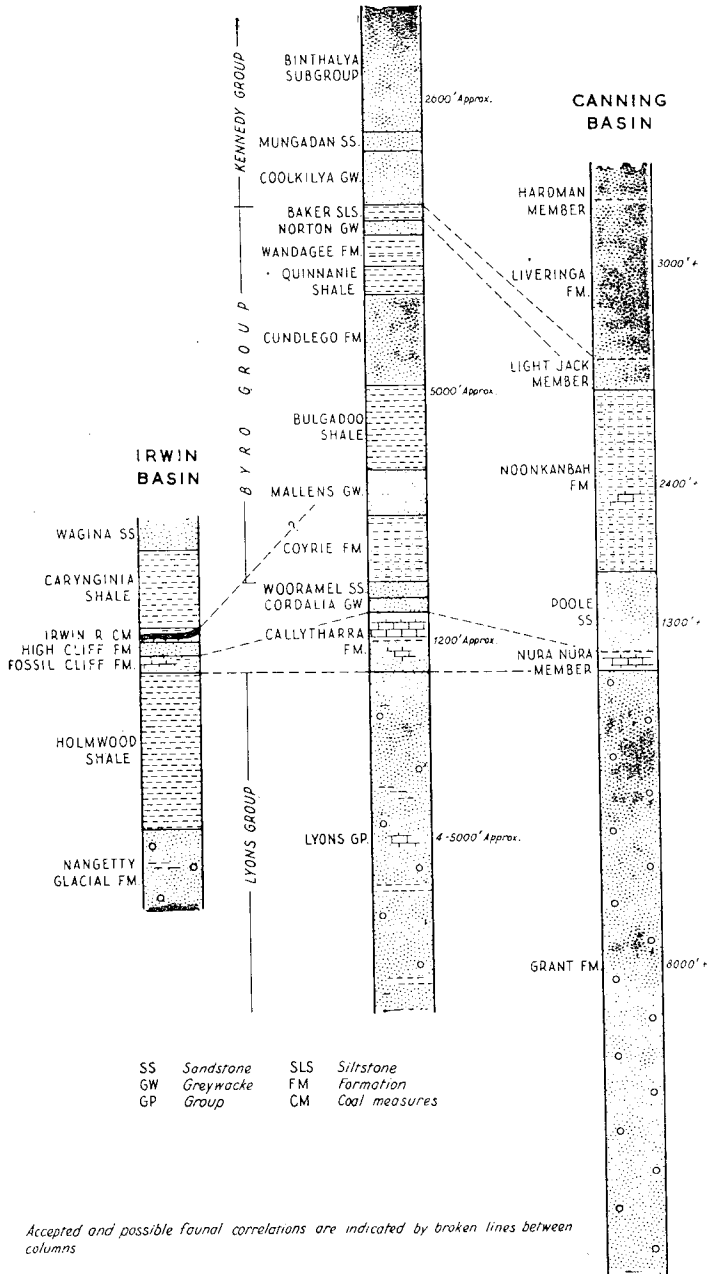 KENNEDY GROUP
BINTHALYA
SUBGROUP
2600' Approx.
MUNGADAN SS.
COOLKILYA GW.
BYRO GROUP
BAKER SLS.
NORTON GW
WANDAGEE FM.
QUINNANIE
SHALE
CUNDLEGO FM
5000' Approx.
BULGADOO
SHALE
MALLENS GW.
?
COYRIE FM.
WOORAMEL SS.
CORDALIA GW.
CALLYTHARRA
FM.
1200' Approx.
LYONS GROUP
LYONS GP.
4-5000' Approx.
IRWIN
BASIN
WAGINA SS
CARYNGINIA
SHALE
IRWIN R. CM
HIGH CLIFF FM.
FOSSIL CLIFF FM.
HOLMWOOD
SHALE
NANGETTY
GLACIAL FM.
CANNING
BASIN
HARDMAN
MEMBER
3000' +
LIVERINGA
FM.
LIGHT JACK
MEMBER
NOONKANBAH
FM
2400' +
POOLE
SS
1300' +
NURA NURA
MEMBER
GRANT FM.
8000' +
SS Sandstone SLS Siltstone
GW Greywacke FM Formation
GP Group CM Coal measures
Accepted and possible faunal correlations are indicated by broken lines between
columns